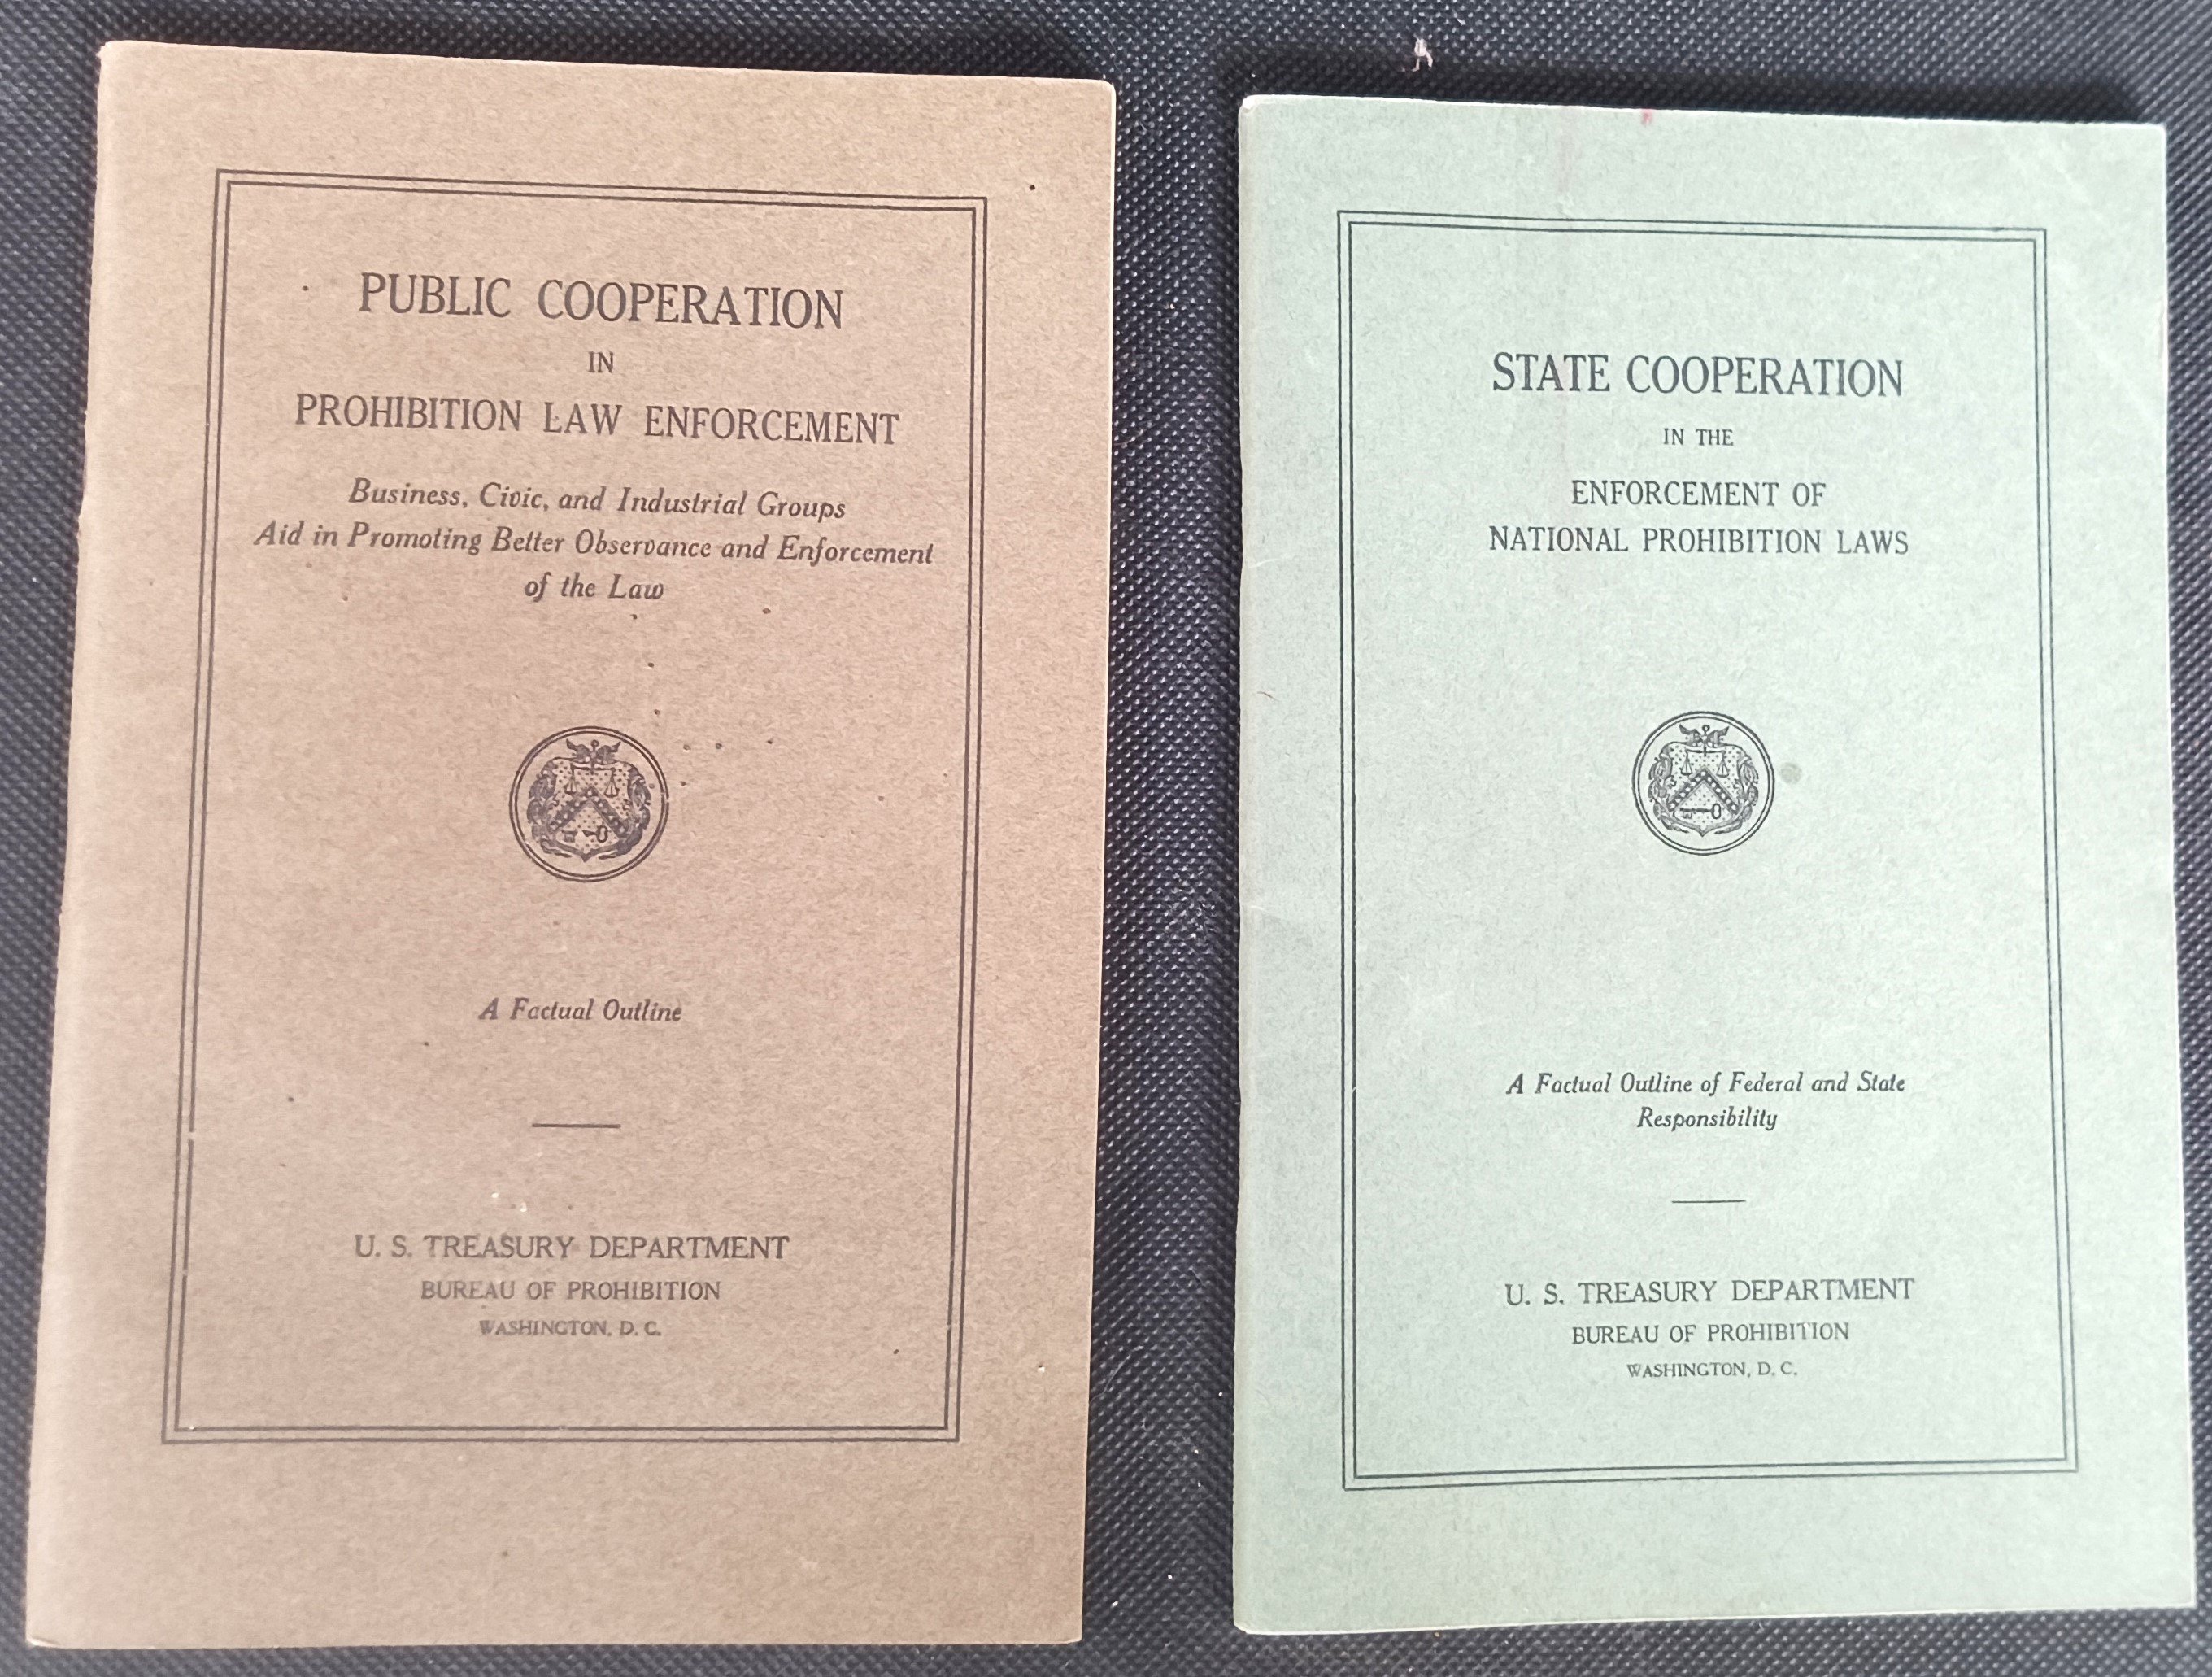 PUBLIC COOPERATION
IN
PROHIBITION LAW ENFORCEMENT
Business, Civic, and Industrial Groups
Aid in Promoting Better Observance and Enforcement
of the Law
A Factual Outline
U. S. TREASURY DEPARTMENT
BUREAU OF PROHIBITION
WASHINGTON, D. C.
STATE COOPERATION
IN THE
ENFORCEMENT OF
NATIONAL PROHIBITION LAWS
A Factual Outline of Federal and State
Responsibility
U. S. TREASURY DEPARTMENT
BUREAU OF PROHIBITION
WASHINGTON, D. C.